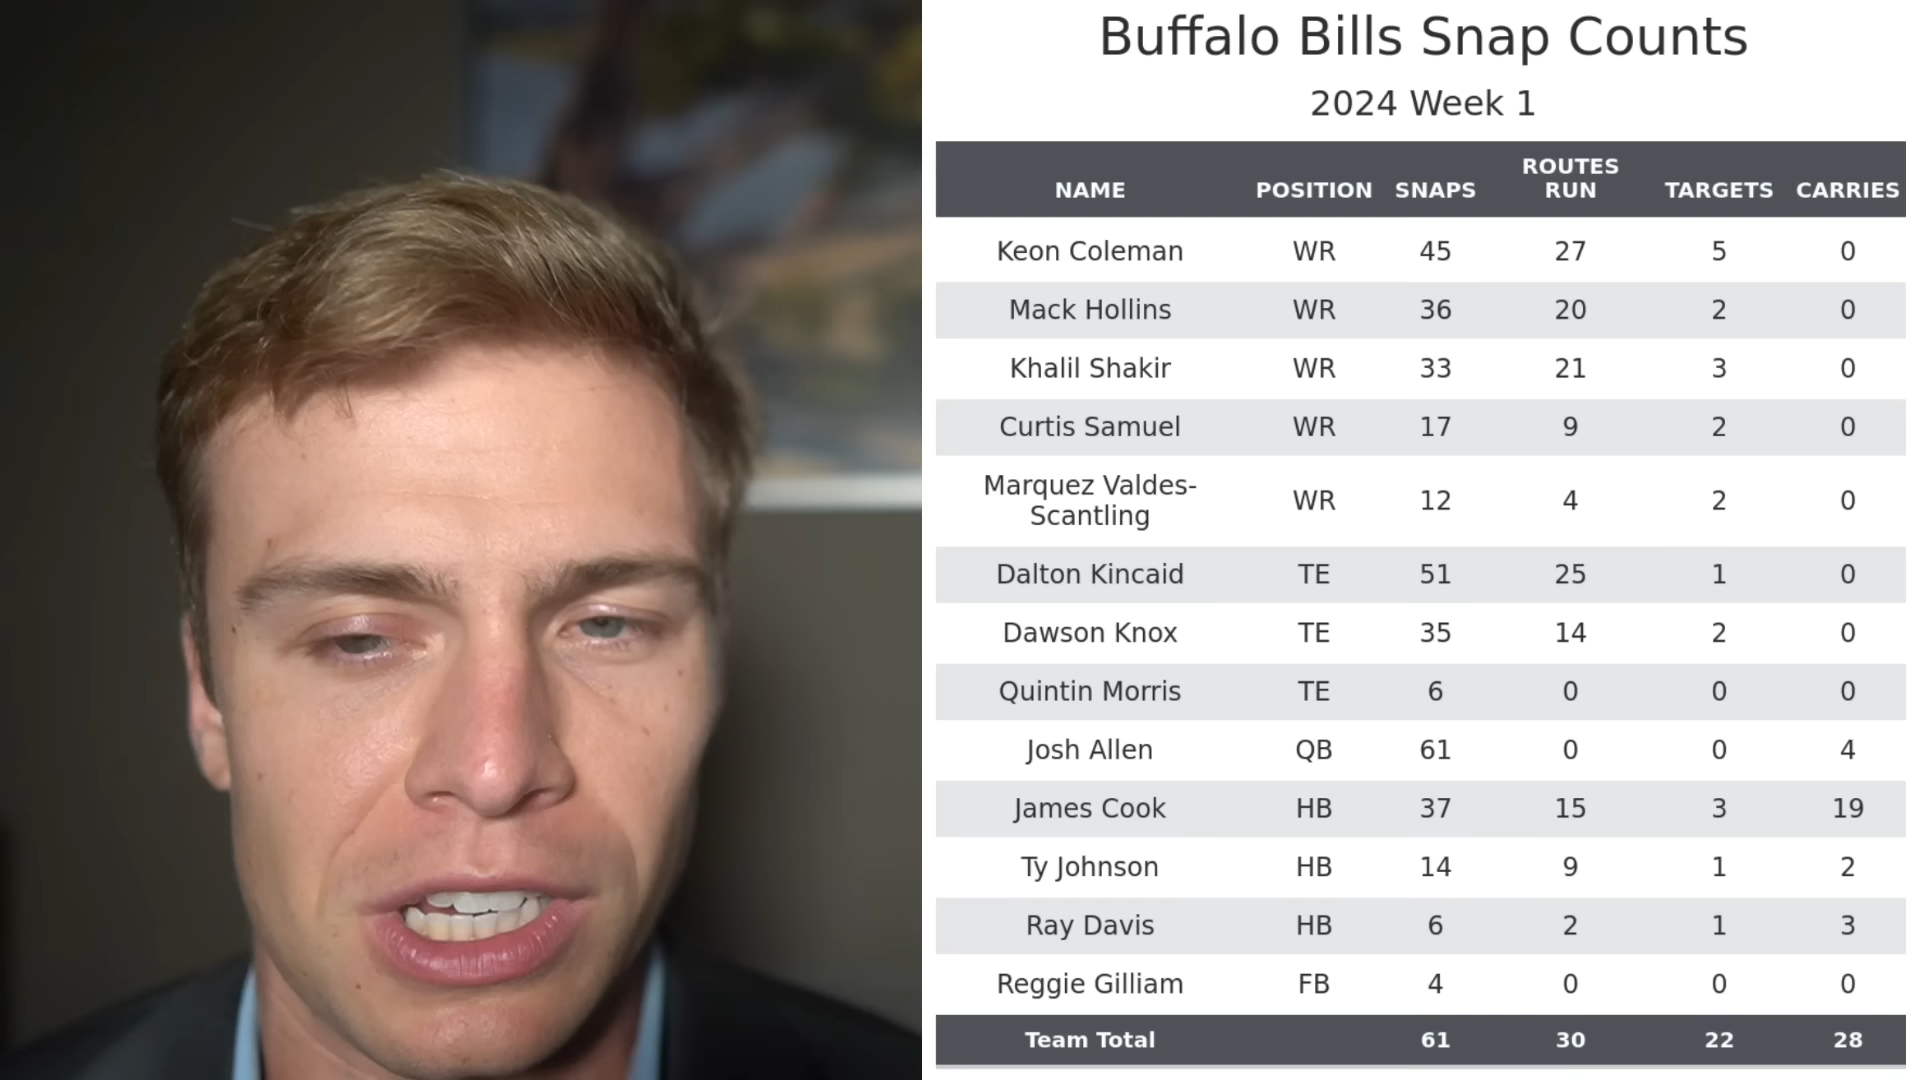 Buffalo Bills Snap Counts
2024 Week 1
NAME POSITION SNAPS ROUTES RUN TARGETS CARRIES
Keon Coleman WR 45 27 5 0
Mack Hollins WR 36 20 2 0
Khalil Shakir WR 33 21 3 0
Curtis Samuel WR 17 9 2 0
Marquez Valdes-
Scantling WR 12 4 2 0
Dalton Kincaid TE 51 25 1 0
Dawson Knox TE 35 14 2 0
Quintin Morris TE 6 0 0 0
Josh Allen QB 61 0 0 4
James Cook HB 37 15 3 19
Ty Johnson HB 14 9 1 2
Ray Davis HB 6 2 1 3
Reggie Gilliam FB 4 0 0 0
Team Total 61 30 22 28